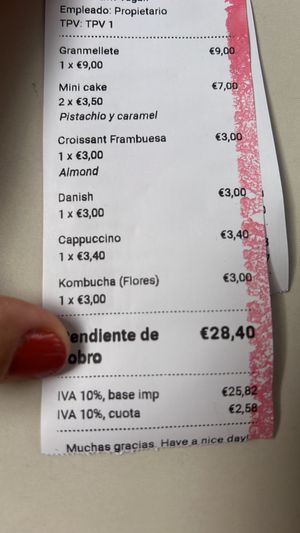 Empleado: Propietario
TPV: TPV 1
Granmellete €9,00
1 x €9,00
Mini cake €7,00
2 x €3,50
Pistachio y caramel
Croissant Frambuesa €3,00
1 x €3,00
Almond
Danish €3,00
1 x €3,00
Cappuccino €3,40
1 x €3,40
Kombucha (Flores) €3,00
1 x €3,00
endiente de €28,40
obro
IVA 10%, base imp €25,82
IVA 10%, cuota €2,58
Muchas gracias. Have a nice day!